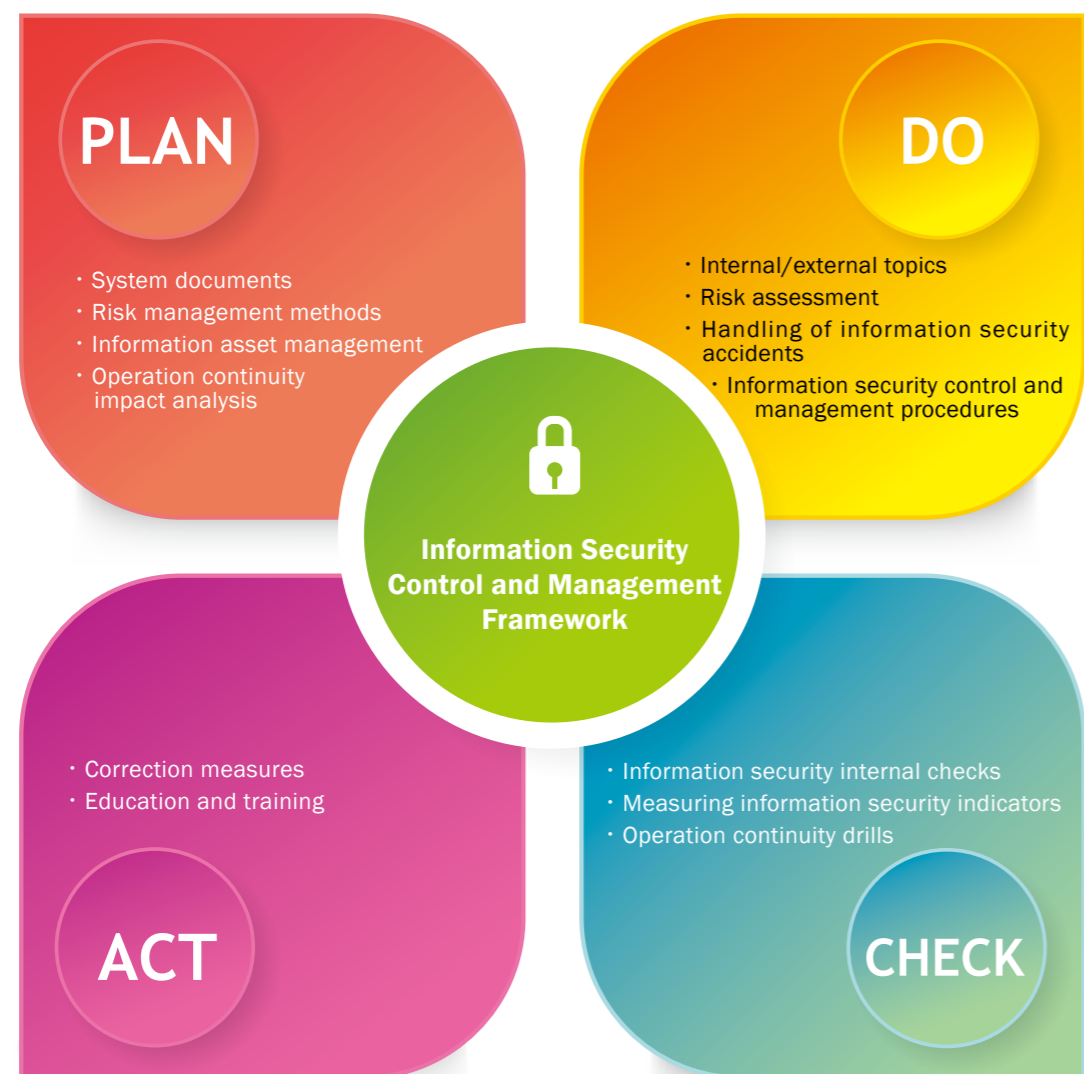 PLAN
· System documents
· Risk management methods
· Information asset management
· Operation continuity
impact analysis
DO
· Internal/external topics
· Risk assessment
· Handling of information security
accidents
· Information security control and
management procedures
Information Security
Control and Management
Framework
· Correction measures
· Education and training
ACT
· Information security internal checks
· Measuring information security indicators
· Operation continuity drills
CHECK